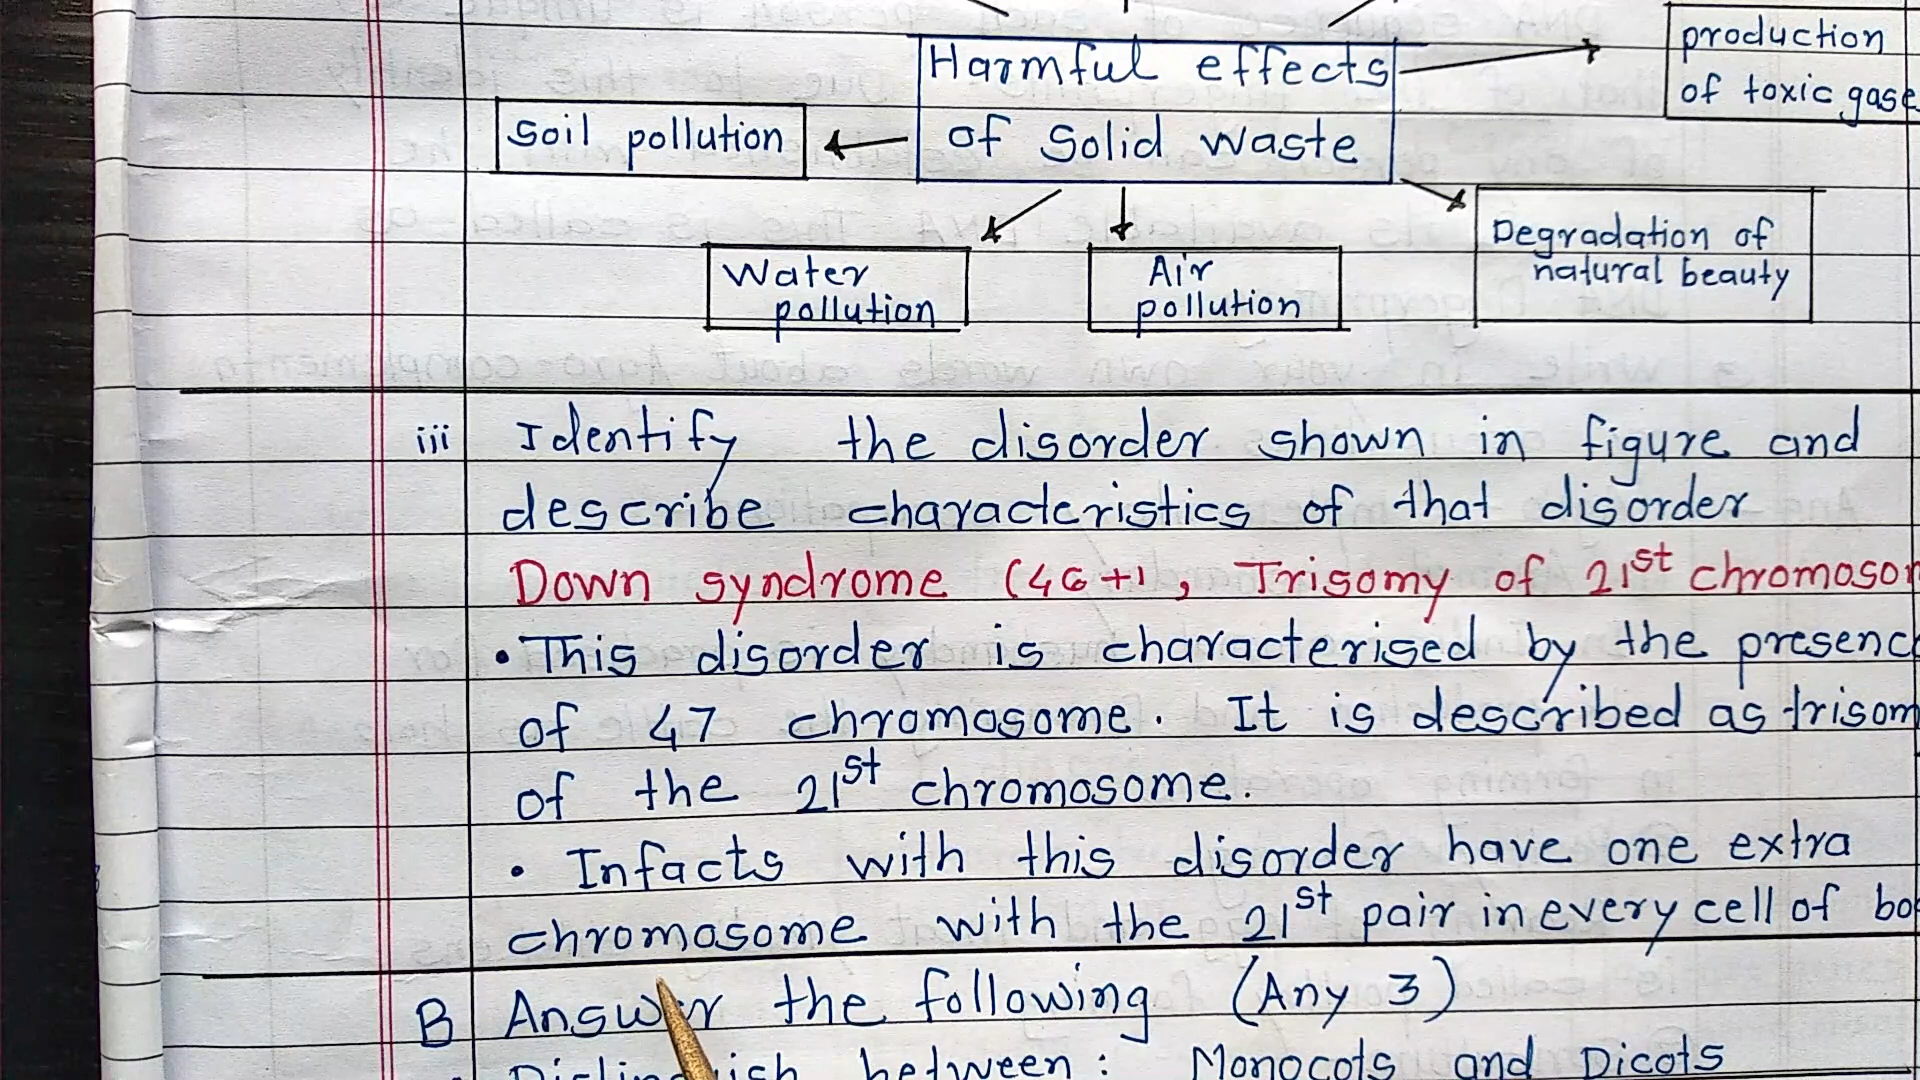 production
of toxic gase
Harmful effects
of Solid waste
Soil pollution
Water
pollution
Air
pollution
Degradation of
natural beauty
iii Identify the disorder shown in figure and
describe characteristics of that disorder
Down syndrome (46+1, Trisomy of 21st chromosom
• This disorder is characterised by the presenc
of 47 chromosome. It is described as trisom
of the 21st chromosome.
• Infacts with this disorder have one extra
chromosome with the 21st pair in every cell of bo
B Answer the following (Any 3)
between: Monocots and Dicots